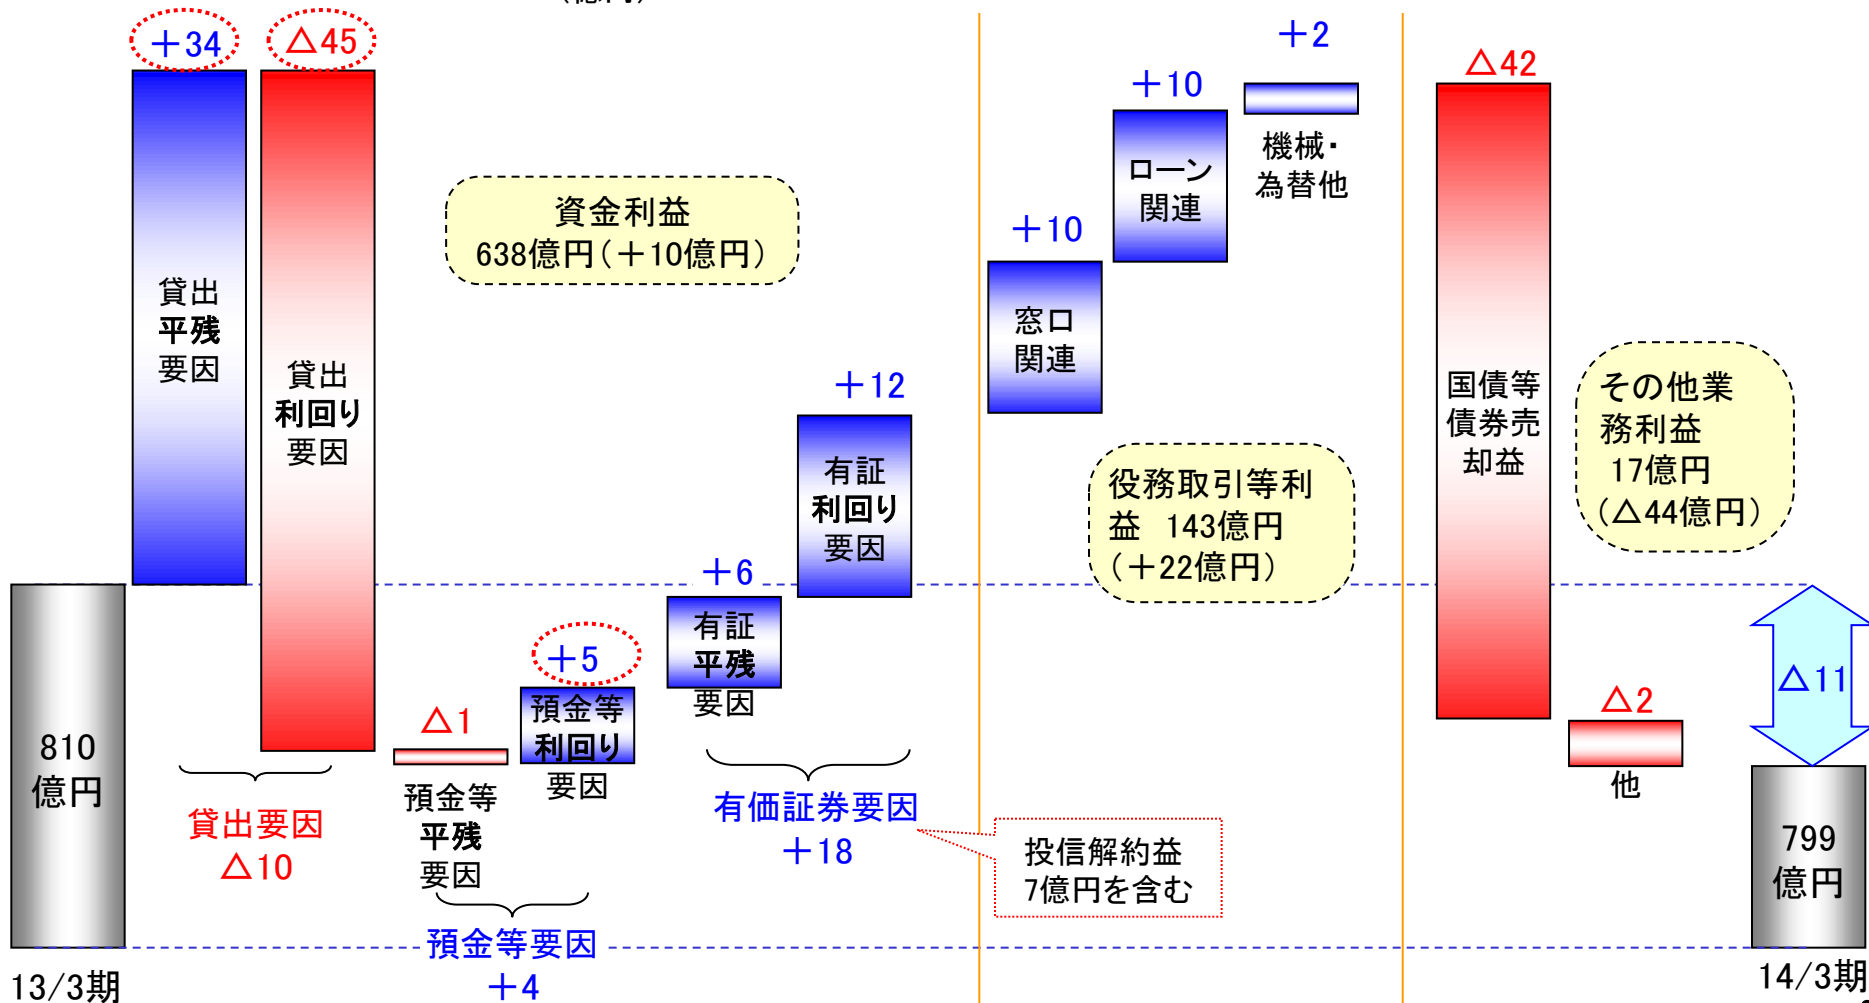 +34
△45
貸出
平残
要因
貸出
利回り
要因
資金利益
638億円(+10億円)
△1
預金等
平残
要因
+5
預金等
利回り
要因
+6
有証
平残
要因
+12
有証
利回り
要因
貸出要因
△10
預金等要因
+4
有価証券要因
+18
投信解約益
7億円を含む
+10
窓口
関連
+10
ローン
関連
+2
機械・
為替他
役務取引等利
益 143億円
(+22億円)
△42
国債等
債券売
却益
△2
他
その他業
務利益
17億円
(△44億円)
△11
810
億円
13/3期
799
億円
14/3期